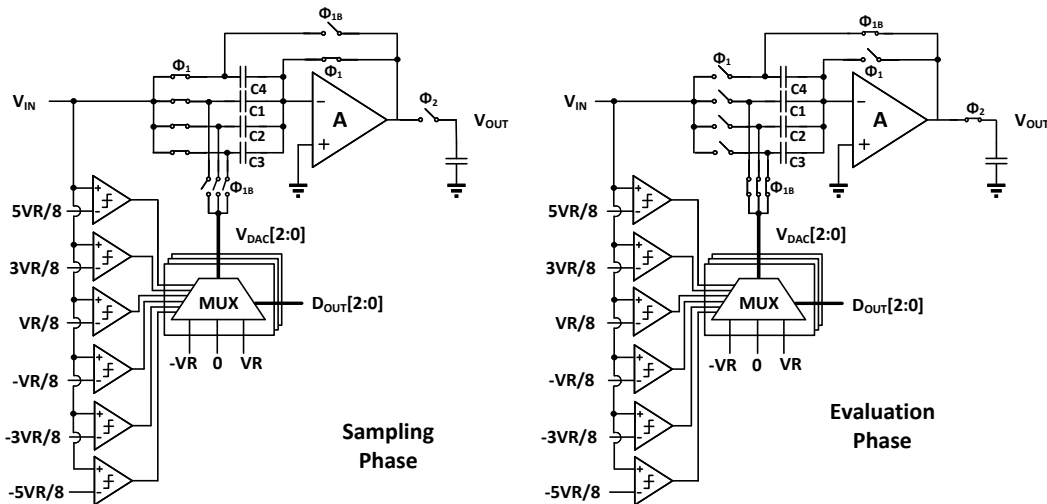 Φ1B
Φ1
Φ1
C4
C1
C2
C3
VIN
A
Φ2
VOUT
Φ1B
5VR/8
3VR/8
VR/8
-VR/8
-3VR/8
-5VR/8
VDAC[2:0]
MUX
DOUT[2:0]
-VR 0 VR
Sampling
Phase
Φ1B
Φ1
Φ1
C4
C1
C2
C3
VIN
A
Φ2
VOUT
Φ1B
5VR/8
3VR/8
VR/8
-VR/8
-3VR/8
-5VR/8
VDAC[2:0]
MUX
DOUT[2:0]
-VR 0 VR
Evaluation
Phase